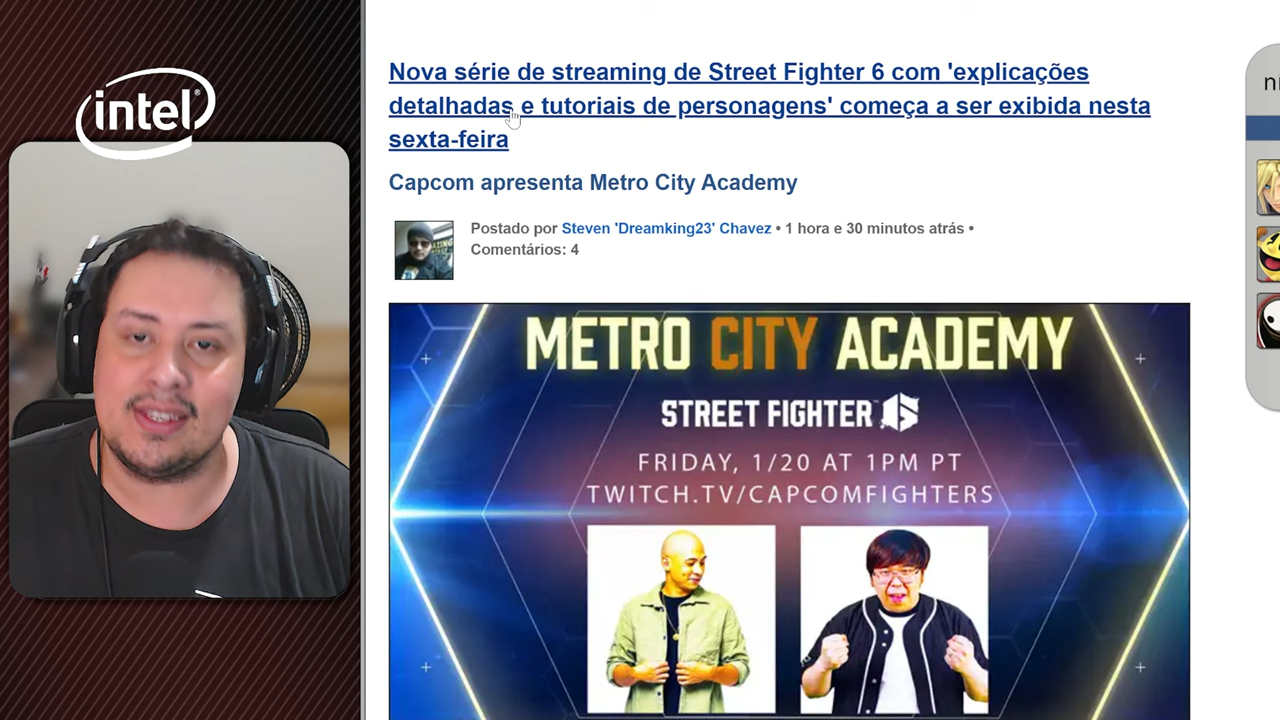 intel®
Nova série de streaming de Street Fighter 6 com 'explicações
detalhadas e tutoriais de personagens' começa a ser exibida nesta
sexta-feira
Capcom apresenta Metro City Academy
Postado por Steven 'Dreamking23' Chavez • 1 hora e 30 minutos atrás •
Comentários: 4
METRO CITY ACADEMY
STREET FIGHTER™ 6
FRIDAY, 1/20 AT 1PM PT
TWITCH.TV/CAPCOMFIGHTERS